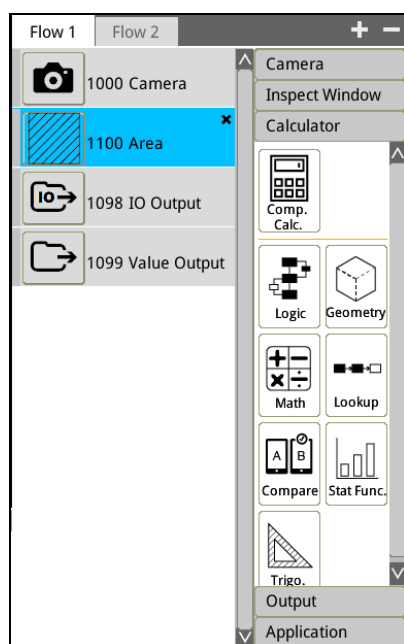 Flow 1
Flow 2
+ −
1000 Camera
1100 Area
1098 IO Output
1099 Value Output
Camera
Inspect Window
Calculator
Comp.
Calc.
Logic
Geometry
Math
Lookup
A B
Compare
Stat Func.
Trigo.
Output
Application
IO